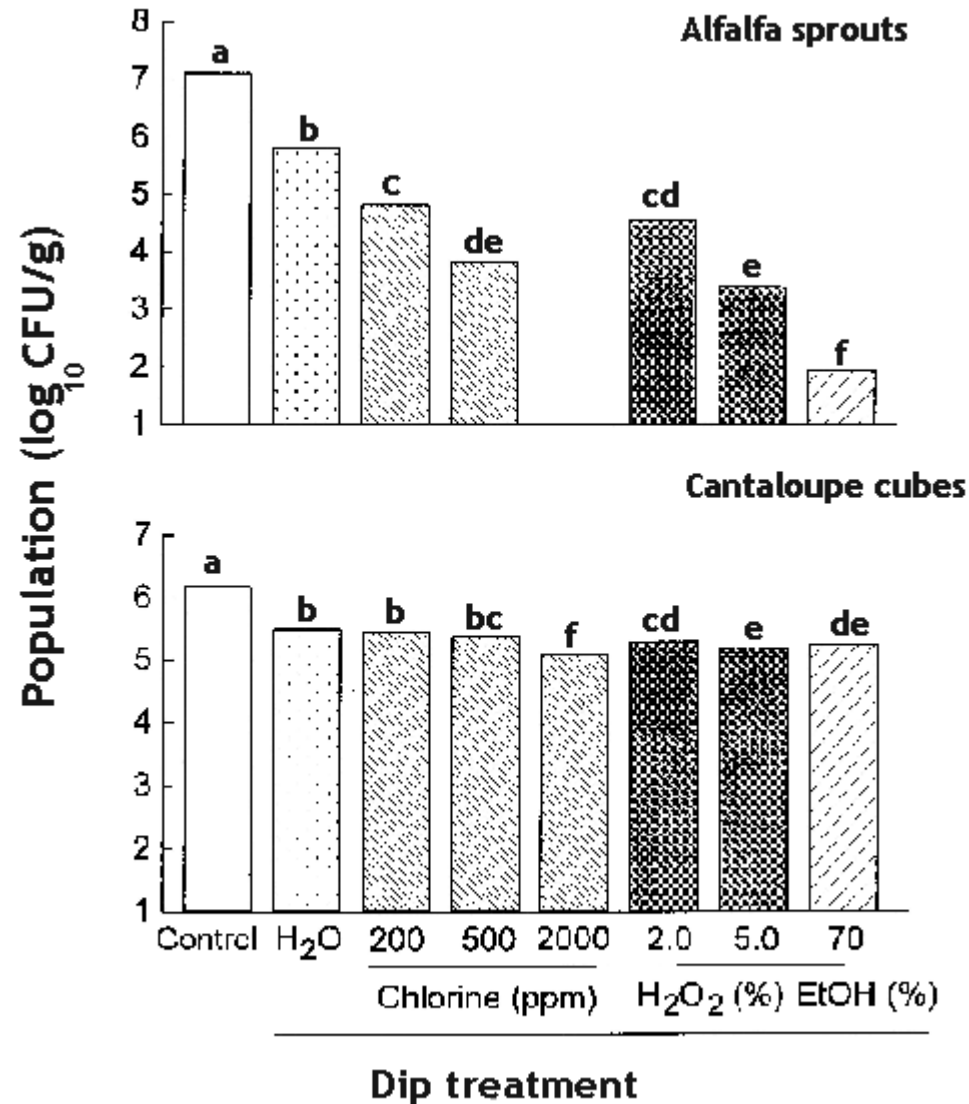 Alfalfa sprouts
8
7
6
5
4
3
2
1
a
b
c
de
cd
e
f
Population (log10 CFU/g)
Cantaloupe cubes
7
6
5
4
3
2
1
a
b
b
bc
f
cd
e
de
Control H2O 200 500 2000 2.0 5.0 70
Chlorine (ppm) H2O2 (%) EtOH (%)
Dip treatment